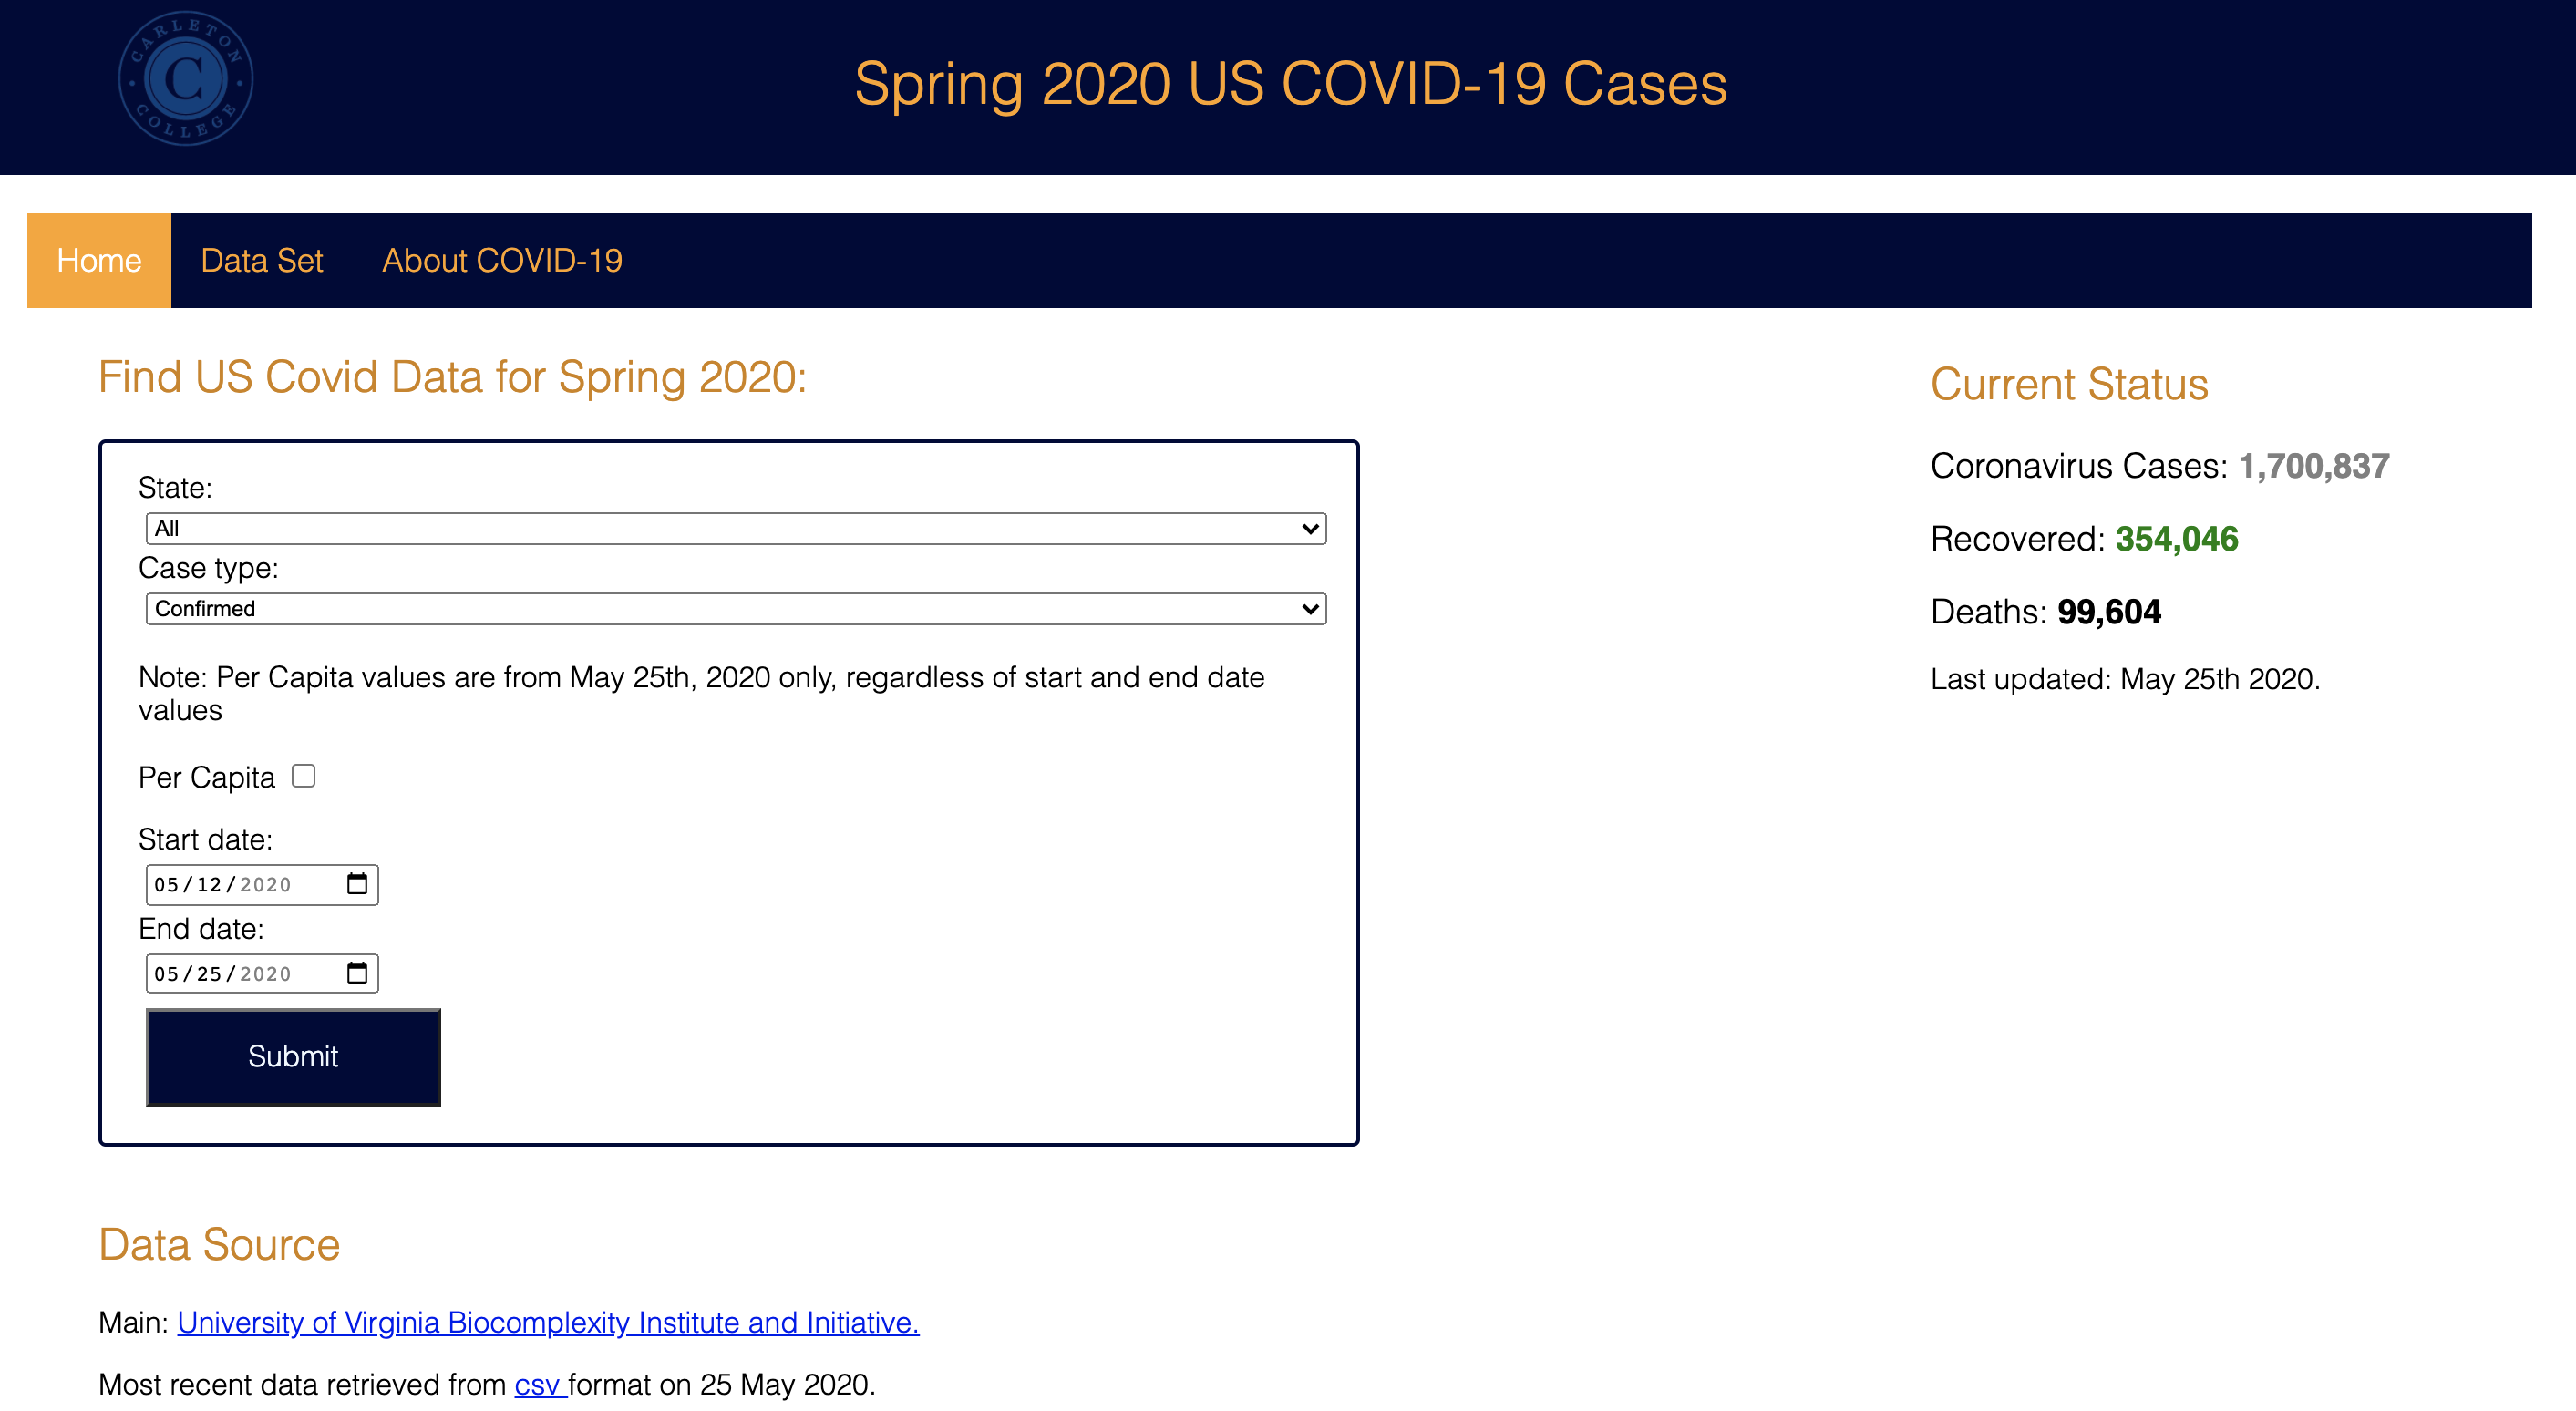 CARLETON COLLEGE
C
Spring 2020 US COVID-19 Cases
Home Data Set About COVID-19
Find US Covid Data for Spring 2020:
State:
All
Case type:
Confirmed
Note: Per Capita values are from May 25th, 2020 only, regardless of start and end date
values
Per Capita
Start date:
05/12/2020
End date:
05/25/2020
Submit
Current Status
Coronavirus Cases: 1,700,837
Recovered: 354,046
Deaths: 99,604
Last updated: May 25th 2020.
Data Source
Main: University of Virginia Biocomplexity Institute and Initiative.
Most recent data retrieved from csv format on 25 May 2020.